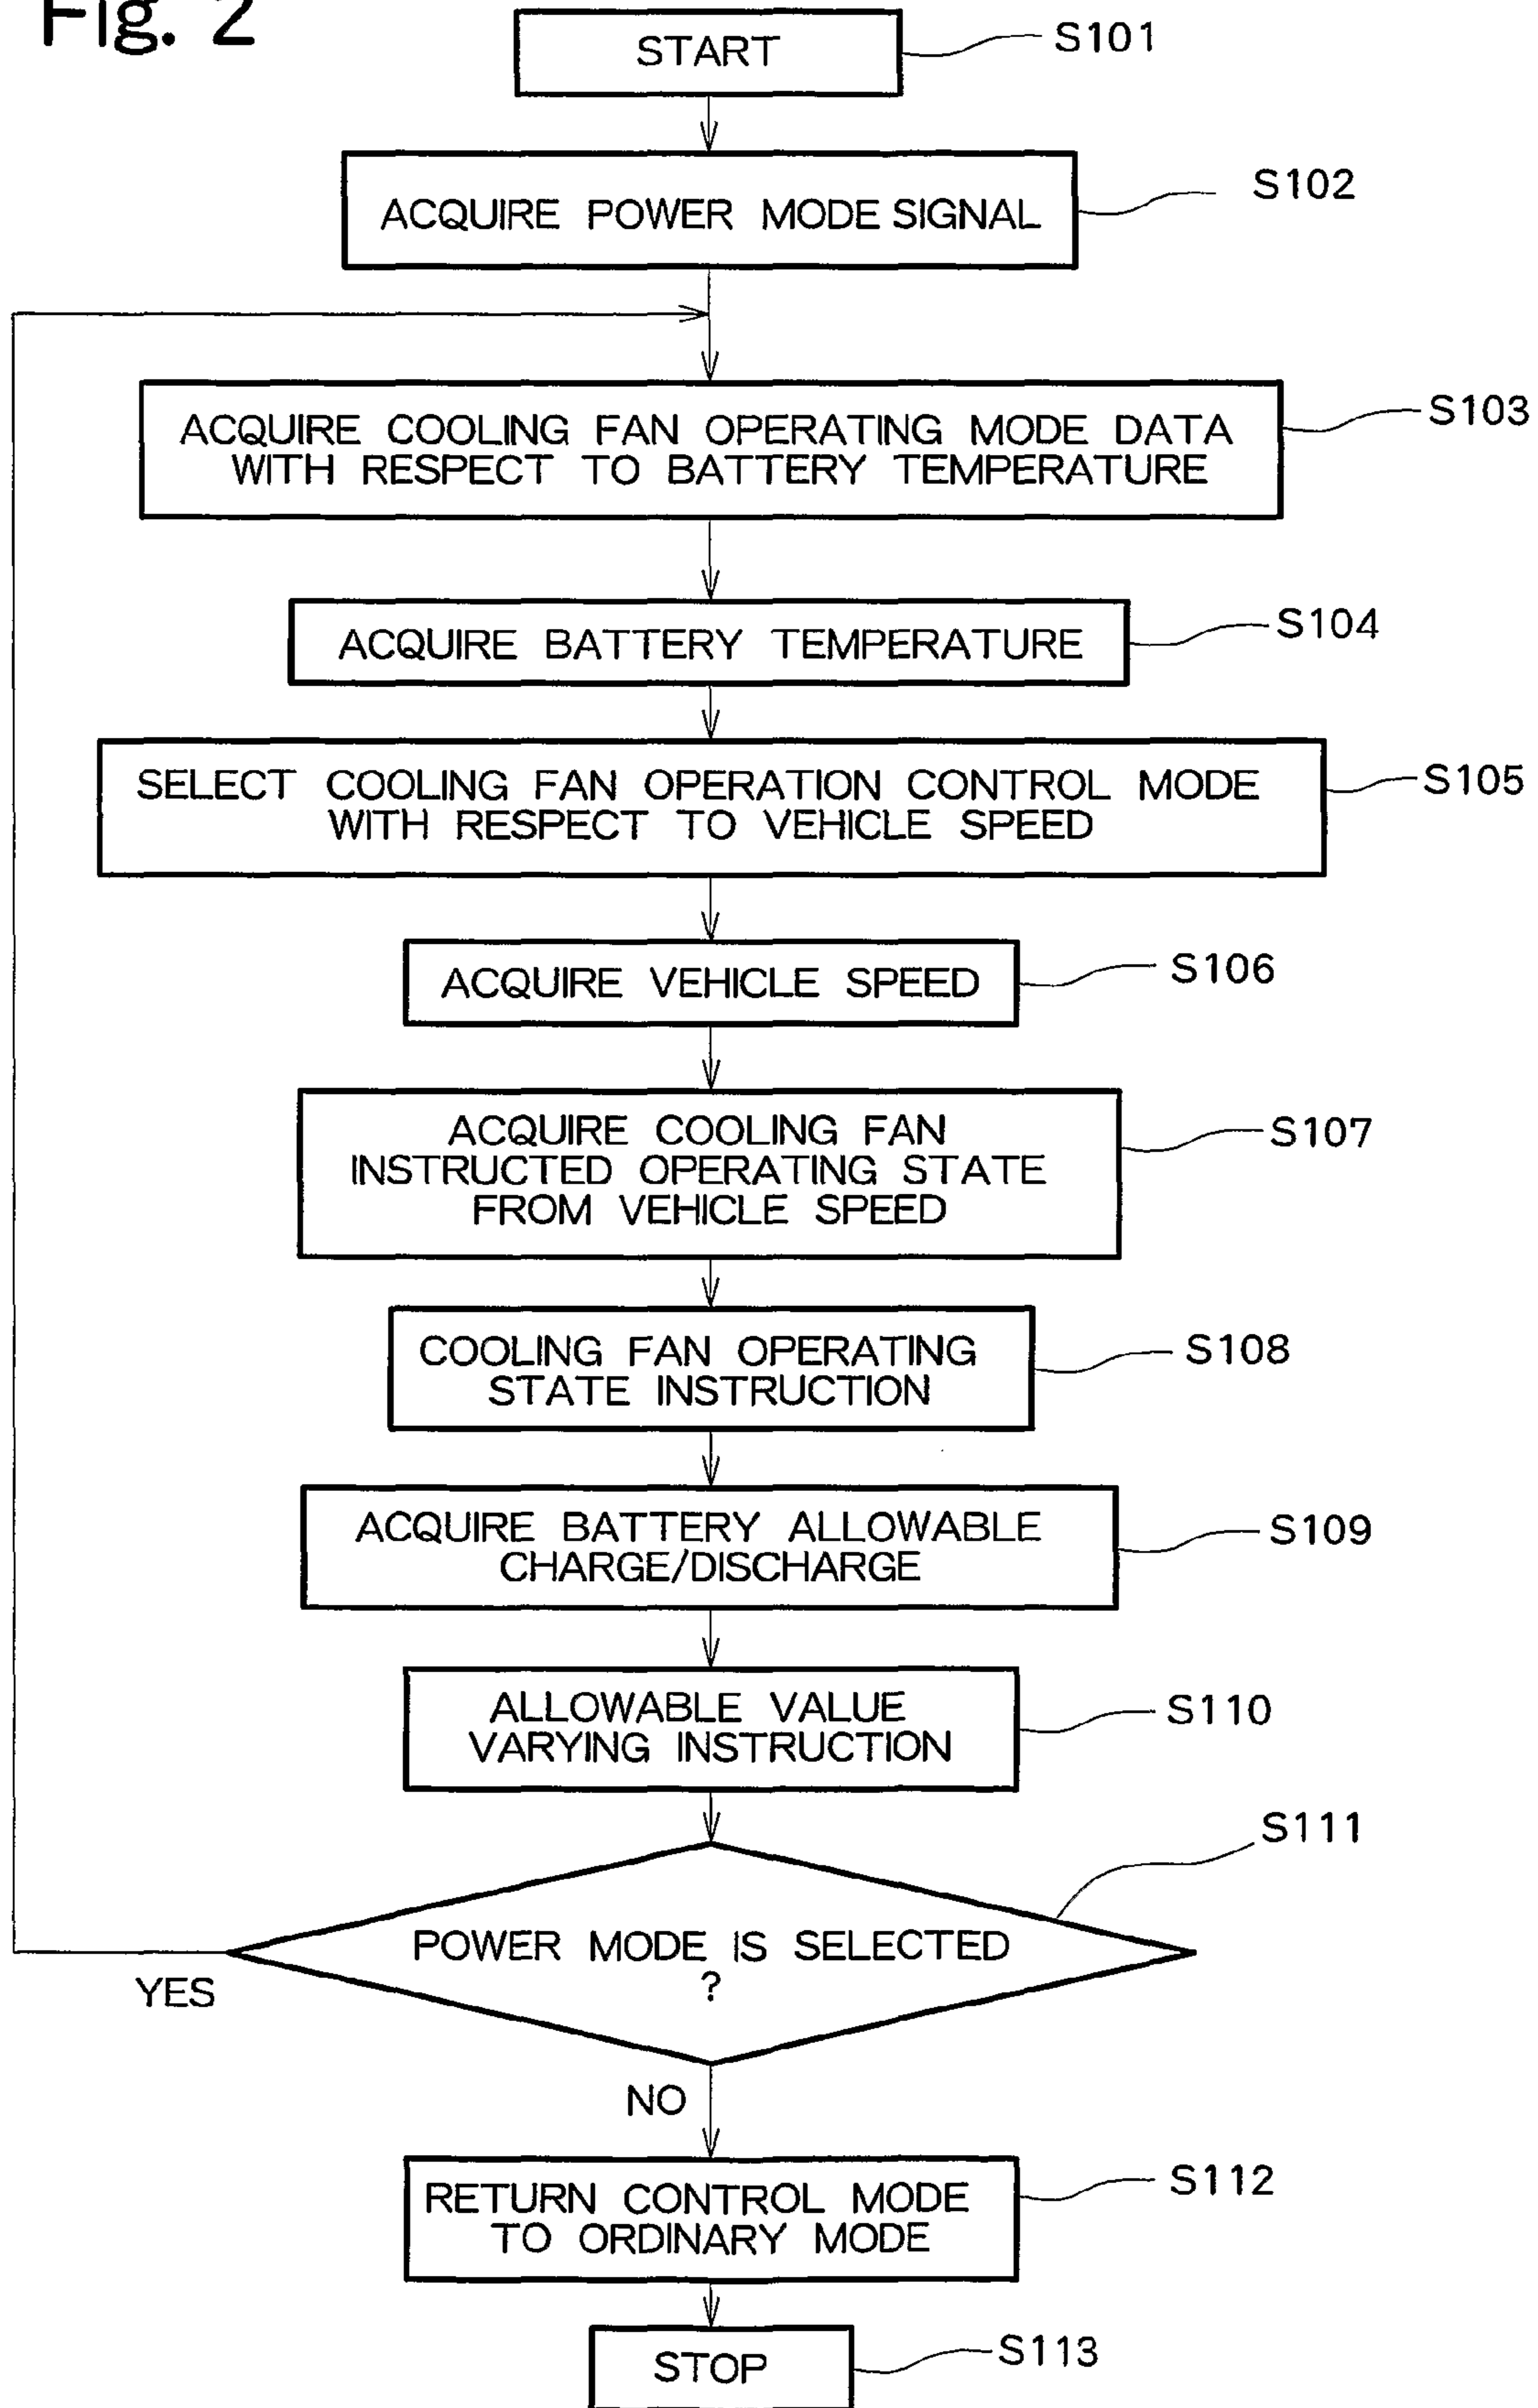 Fig. 2
START
S101
ACQUIRE POWER MODE SIGNAL
S102
ACQUIRE COOLING FAN OPERATING MODE DATA
WITH RESPECT TO BATTERY TEMPERATURE
S103
ACQUIRE BATTERY TEMPERATURE
S104
SELECT COOLING FAN OPERATION CONTROL MODE
WITH RESPECT TO VEHICLE SPEED
S105
ACQUIRE VEHICLE SPEED
S106
ACQUIRE COOLING FAN
INSTRUCTED OPERATING STATE
FROM VEHICLE SPEED
S107
COOLING FAN OPERATING
STATE INSTRUCTION
S108
ACQUIRE BATTERY ALLOWABLE
CHARGE/DISCHARGE
S109
ALLOWABLE VALUE
VARYING INSTRUCTION
S110
S111
POWER MODE IS SELECTED
?
YES
NO
RETURN CONTROL MODE
TO ORDINARY MODE
S112
STOP
S113